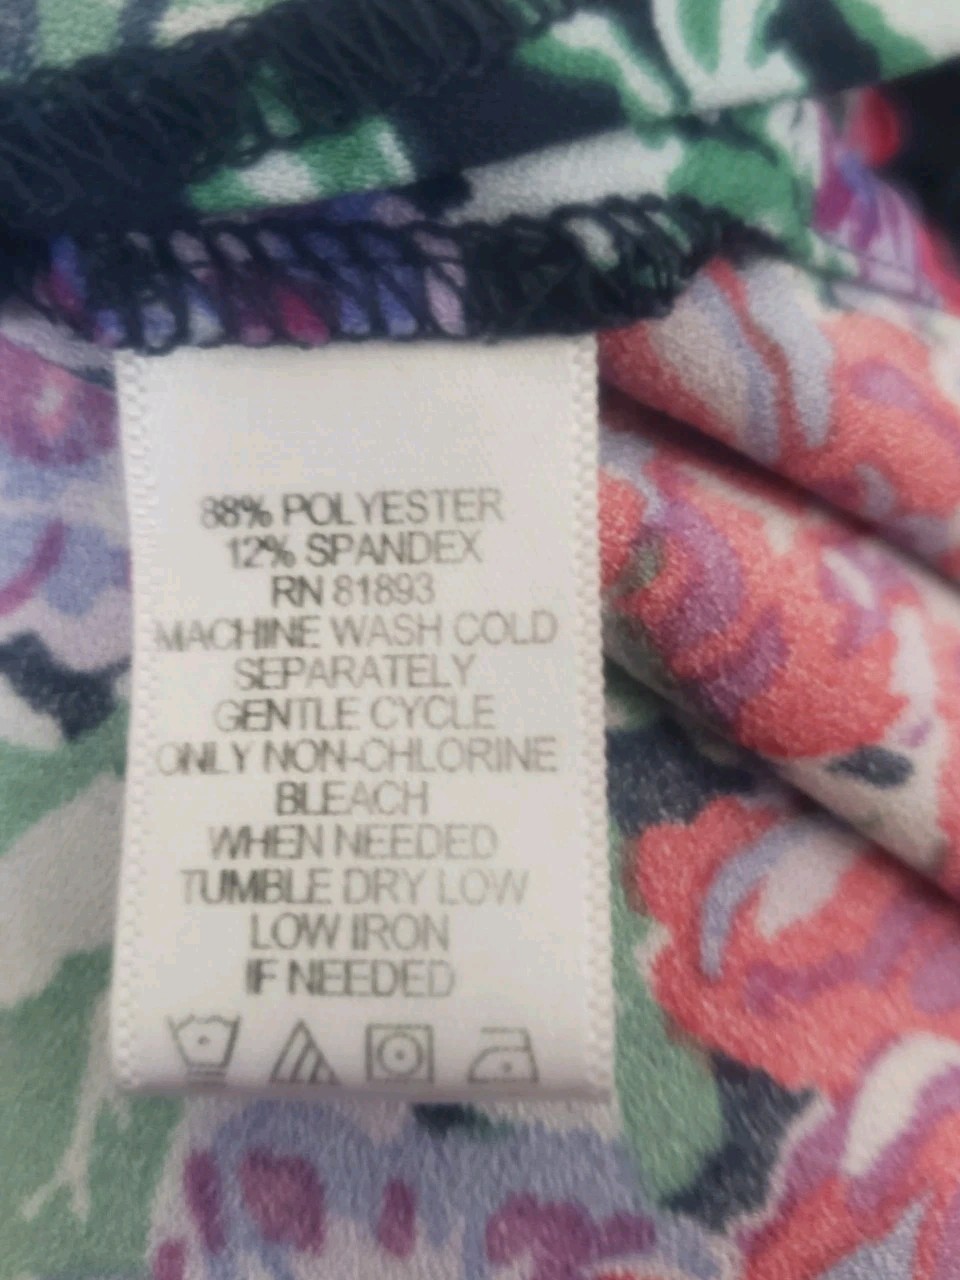 88% POLYESTER
12% SPANDEX
RN 81893
MACHINE WASH COLD
SEPARATELY
GENTLE CYCLE
ONLY NON-CHLORINE
BLEACH
WHEN NEEDED
TUMBLE DRY LOW
LOW IRON
IF NEEDED